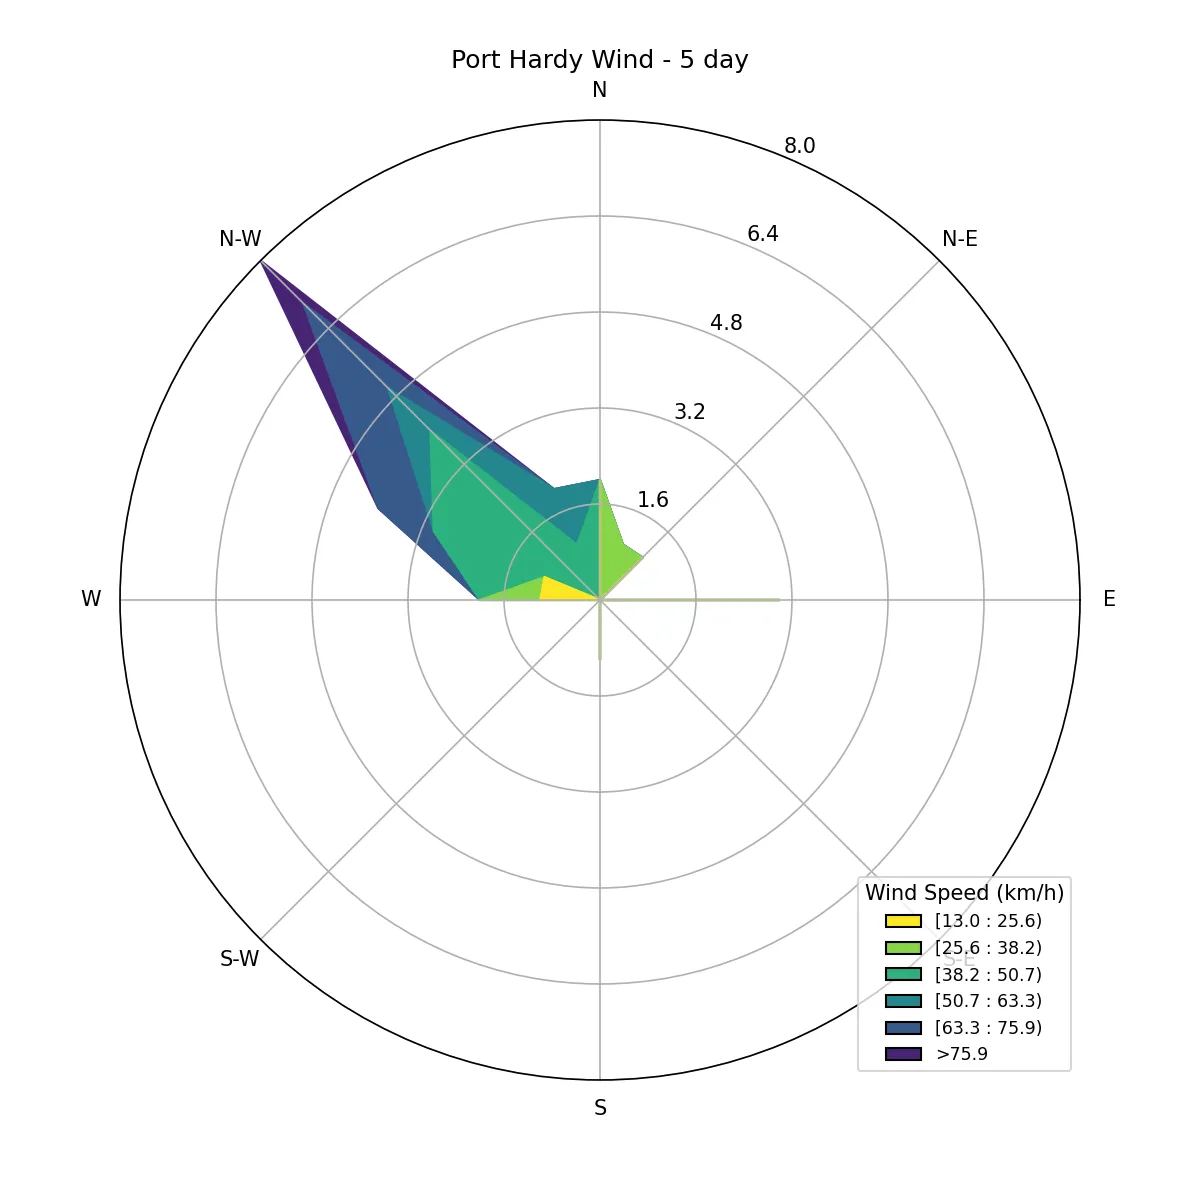 Port Hardy Wind - 5 day
N
8.0
6.4
N-W
N-E
4.8
3.2
1.6
W
E
S-W
S-E
Wind Speed (km/h)
[13.0 : 25.6)
[25.6 : 38.2)
[38.2 : 50.7)
[50.7 : 63.3)
[63.3 : 75.9)
>75.9
S